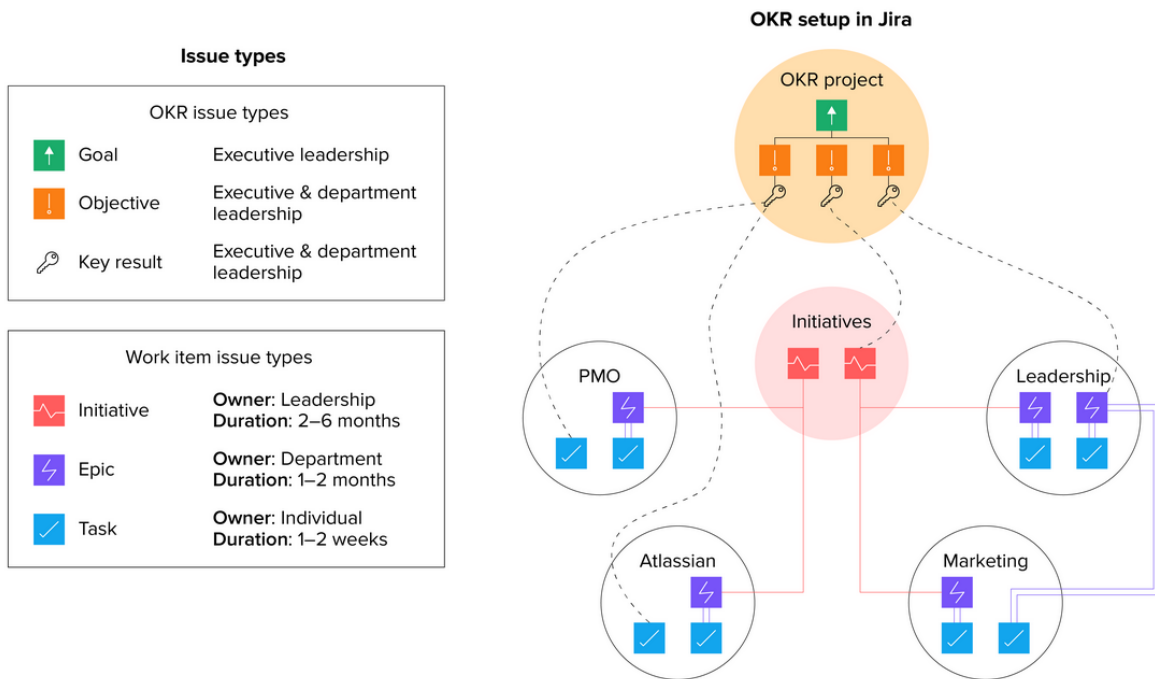 Issue types
OKR issue types
Goal
Executive leadership
Objective
Executive & department
leadership
Key result
Executive & department
leadership
Work item issue types
Initiative
Owner: Leadership
Duration: 2–6 months
Epic
Owner: Department
Duration: 1–2 months
Task
Owner: Individual
Duration: 1–2 weeks
OKR setup in Jira
OKR project
Initiatives
PMO
Leadership
Atlassian
Marketing